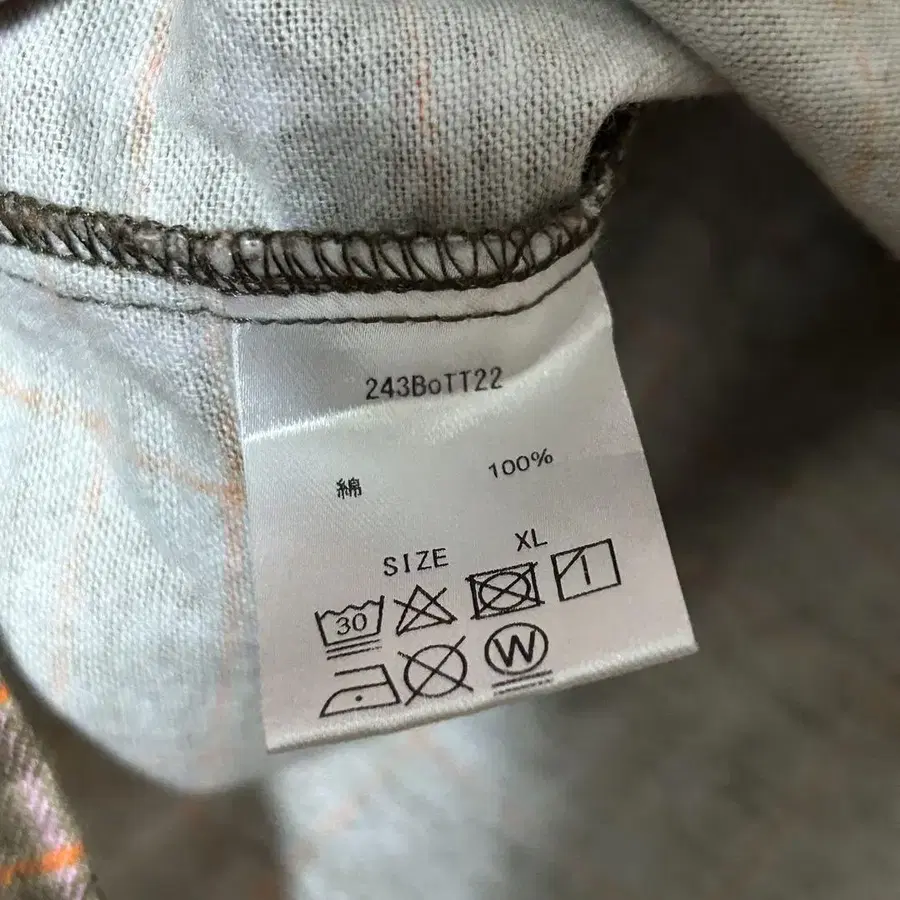 243BoTT22
綿 100%
SIZE XL
30
W